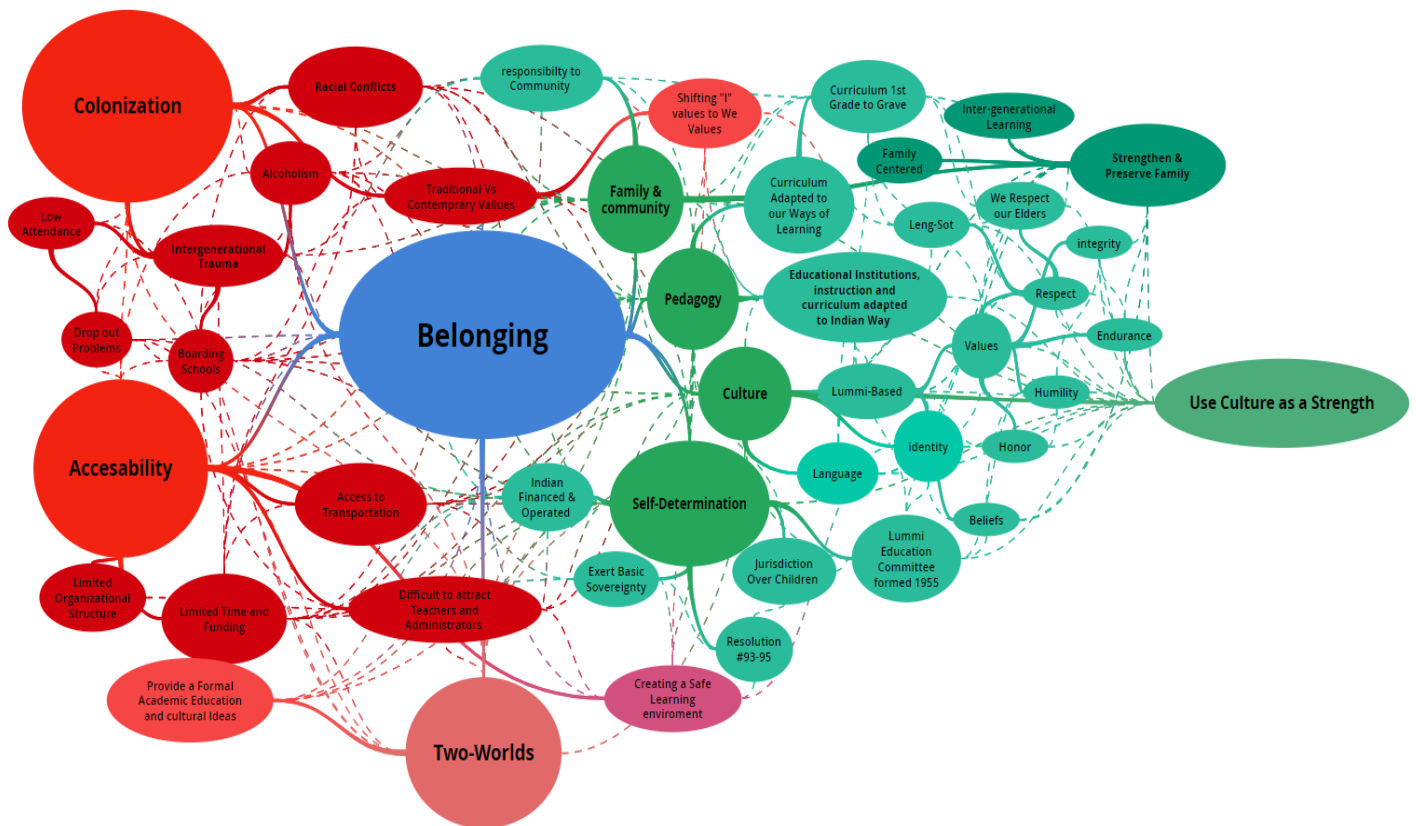 Colonization
Racial Conflicts
responsibilty to
Community
Shifting "I"
values to We
Values
Curriculum 1st
Grade to Grave
Inter-generational
Learning
Family
Centered
Strengthen &
Preserve Family
Alcoholism
Traditional Vs
Contemprary Vallues
Family &
community
Curriculum
Adapted to
our Ways of
Learning
Leng-Sot
We Respect
our Elders
integrity
Low
Attendance
Intergenerational
Trauma
Pedagogy
Educational Institutions,
instruction and
curriculum adapted
to Indian Way
Respect
Drop out
Problems
Boarding
Schools
Belonging
Values
Endurance
Culture
Lummi-Based
Humility
Use Culture as a Strength
Accesability
identity
Honor
Language
Access to
Transportation
Indian
Financed &
Operated
Self-Determination
Beliefs
Lummi
Education
Committee
formed 1955
Jurisdiction
Over Children
Exert Basic
Sovereignty
Limited
Organizational
Structure
Limited Time and
Funding
Difficult to attract
Teachers and
Administrators
Resolution
#93-95
Provide a Formal
Academic Education
and cultural Ideas
Creating a Safe
Learning
enviroment
Two-Worlds